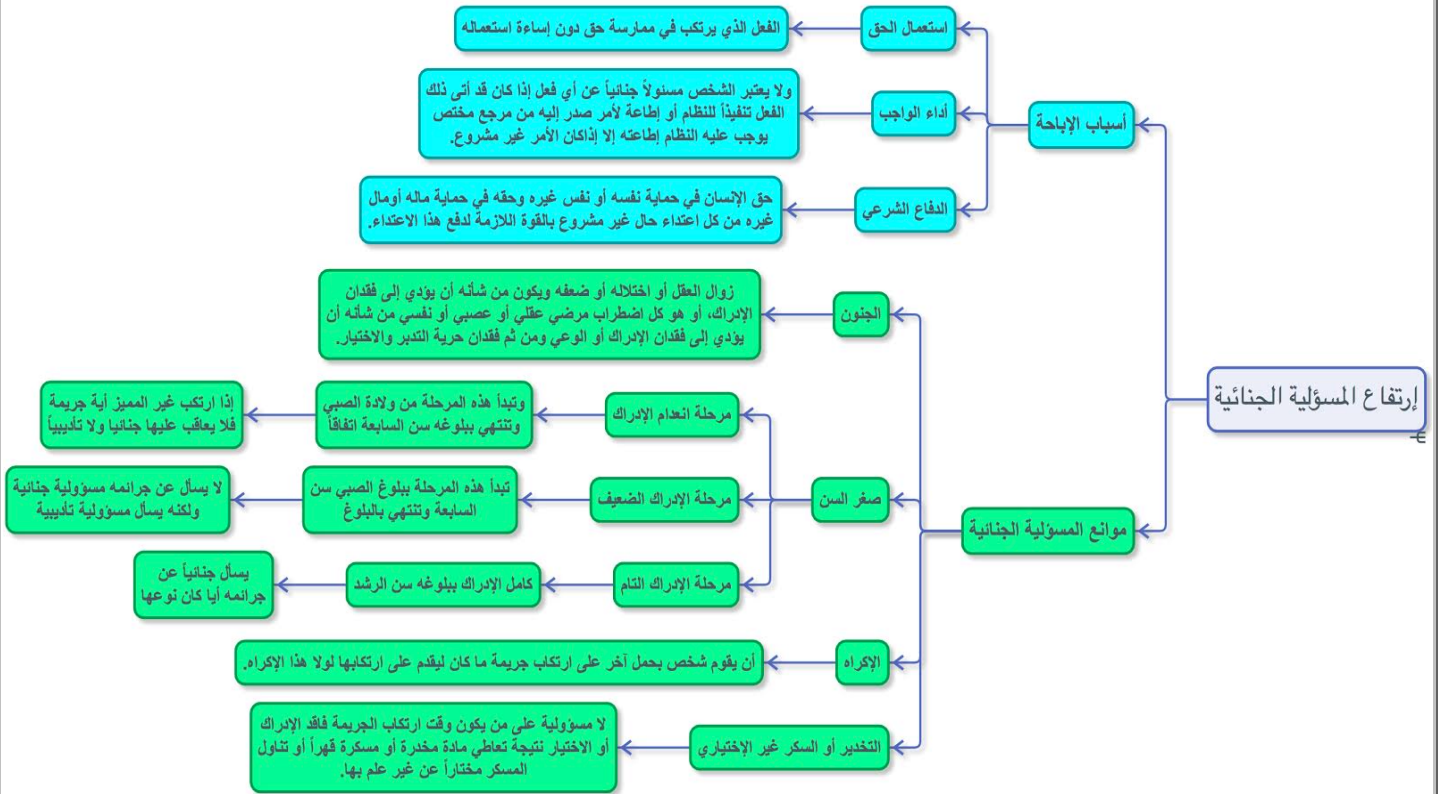 إرتفاع المسؤلية الجنائية
أسباب الإباحة
استعمال الحق
الفعل الذي يرتكب في ممارسة حق دون إساءة استعماله
أداء الواجب
ولا يعتبر الشخص مسئولاً جنائياً عن أي فعل إذا كان قد أتى ذلك
الفعل تنفيذاً للنظام أو إطاعة لأمر صدر إليه من مرجع مختص
يوجب عليه النظام إطاعته إلا إذاكان الأمر غير مشروع.
الدفاع الشرعي
حق الإنسان في حماية نفسه أو نفس غيره وحقه في حماية ماله أومال
غيره من كل اعتداء حال غير مشروع بالقوة اللازمة لدفع هذا الاعتداء.
موانع المسؤلية الجنائية
الجنون
زوال العقل أو اختلاله أو ضعفه ويكون من شأنه أن يؤدي إلى فقدان
الإدراك، أو هو كل اضطراب مرضي عقلي أو عصبي أو نفسي من شأنه أن
يؤدي إلى فقدان الإدراك أو الوعي ومن ثم فقدان حرية التدبر والاختيار.
صغر السن
مرحلة انعدام الإدراك
وتبدأ هذه المرحلة من ولادة الصبي
وتنتهي ببلوغه سن السابعة اتفاقاً
إذا ارتكب غير المميز أية جريمة
فلا يعاقب عليها جنائيا ولا تأديبياً
مرحلة الإدراك الضعيف
تبدأ هذه المرحلة ببلوغ الصبي سن
السابعة وتنتهي بالبلوغ
لا يسأل عن جرائمه مسؤولية جنائية
ولكنه يسأل مسؤولية تأديبية
مرحلة الإدراك التام
كامل الإدراك ببلوغه سن الرشد
يسأل جنائياً عن
جرائمه أيا كان نوعها
الإكراه
أن يقوم شخص بحمل آخر على ارتكاب جريمة ما كان ليقدم على ارتكابها لولا هذا الإكراه.
التخدير أو السكر غير الإختياري
لا مسؤولية على من يكون وقت ارتكاب الجريمة فاقد الإدراك
أو الاختيار نتيجة تعاطي مادة مخدرة أو مسكرة قهراً أو تناول
المسكر مختاراً عن غير علم بها.